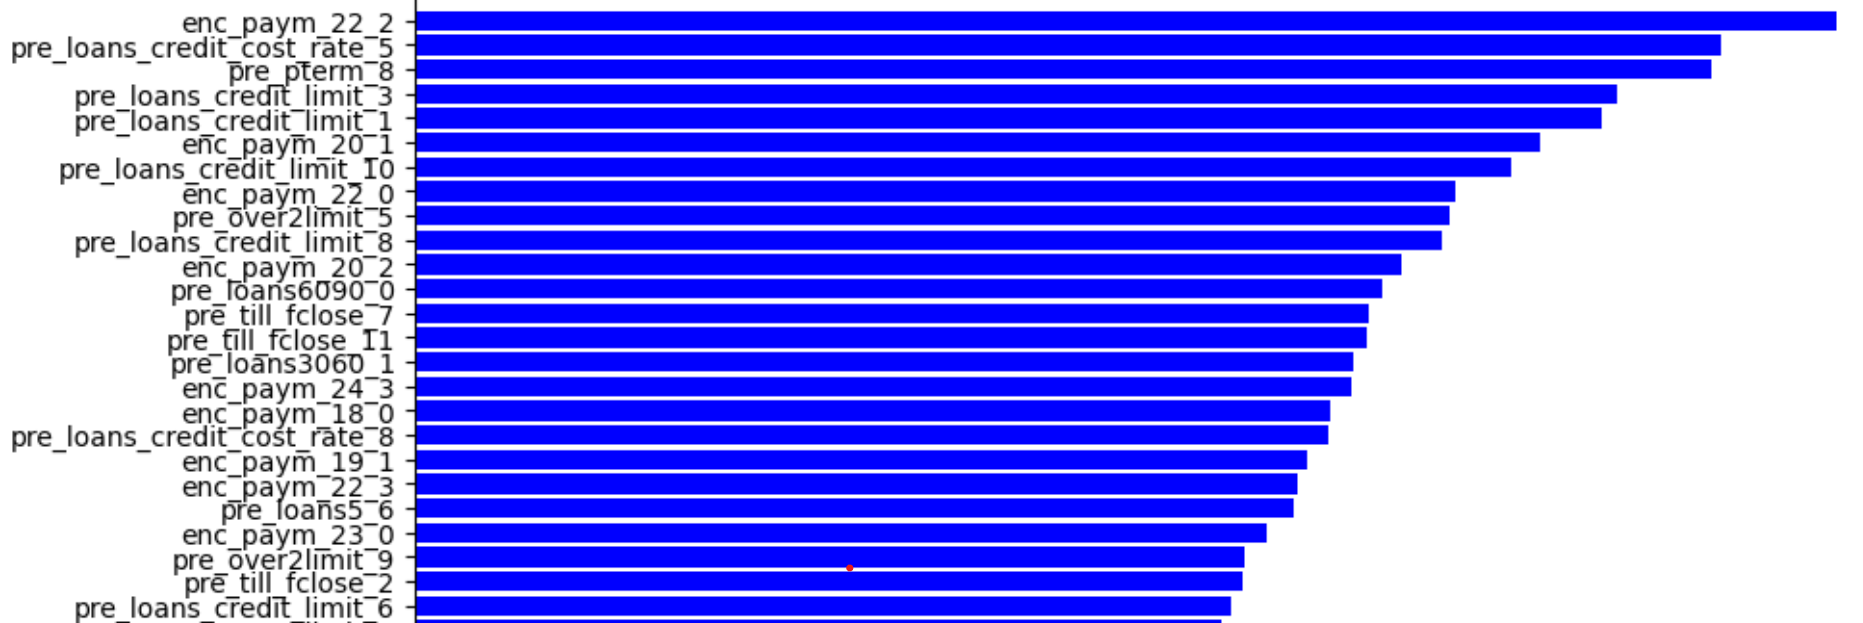 enc_paym_22_2
pre_loans_credit_cost_rate_5
pre_pterm_8
pre_loans_credit_limit_3
pre_loans_credit_limit_1
enc_paym_20_1
pre_loans_credit_limit_10
enc_paym_22_0
pre_over2limit_5
pre_loans_credit_limit_8
enc_paym_20_2
pre_loans6090_0
pre_till_fclose_7
pre_till_fclose_11
pre_loans3060_1
enc_paym_24_3
enc_paym_18_0
pre_loans_credit_cost_rate_8
enc_paym_19_1
enc_paym_22_3
pre_loans5_6
enc_paym_23_0
pre_over2limit_9
pre_till_fclose_2
pre_loans_credit_limit_6